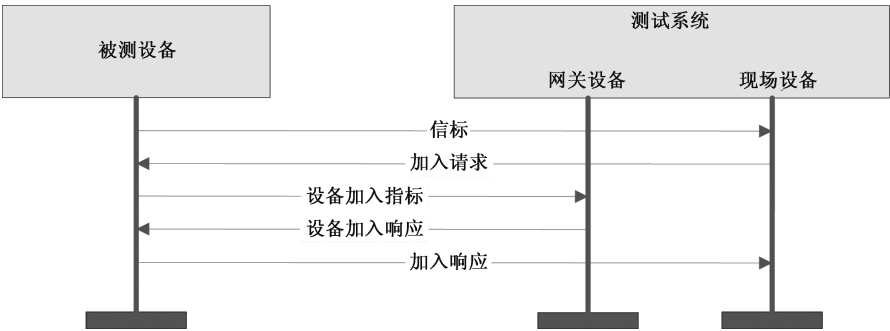 被测设备
测试系统
网关设备
现场设备
信标
加入请求
设备加入指标
设备加入响应
加入响应